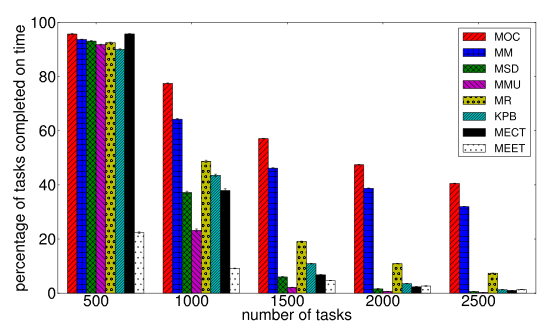 percentage of tasks completed on time
100
80
60
40
20
0
500
1000
1500
2000
2500
number of tasks
MOC
MM
MSD
MMU
MR
KPB
MECT
MEET